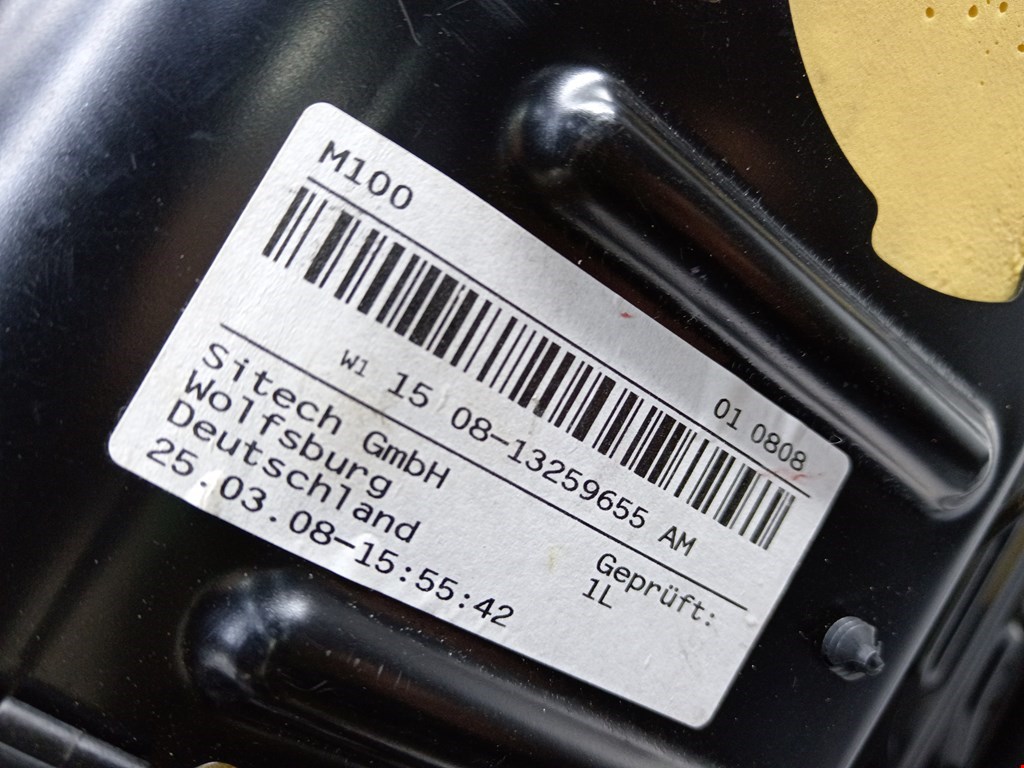 M100
01 0808
W1 15 08-13259655 AM
Sitech GmbH
Wolfsburg
Deutschland
25.03.08-15:55:42
Geprüft:
1L